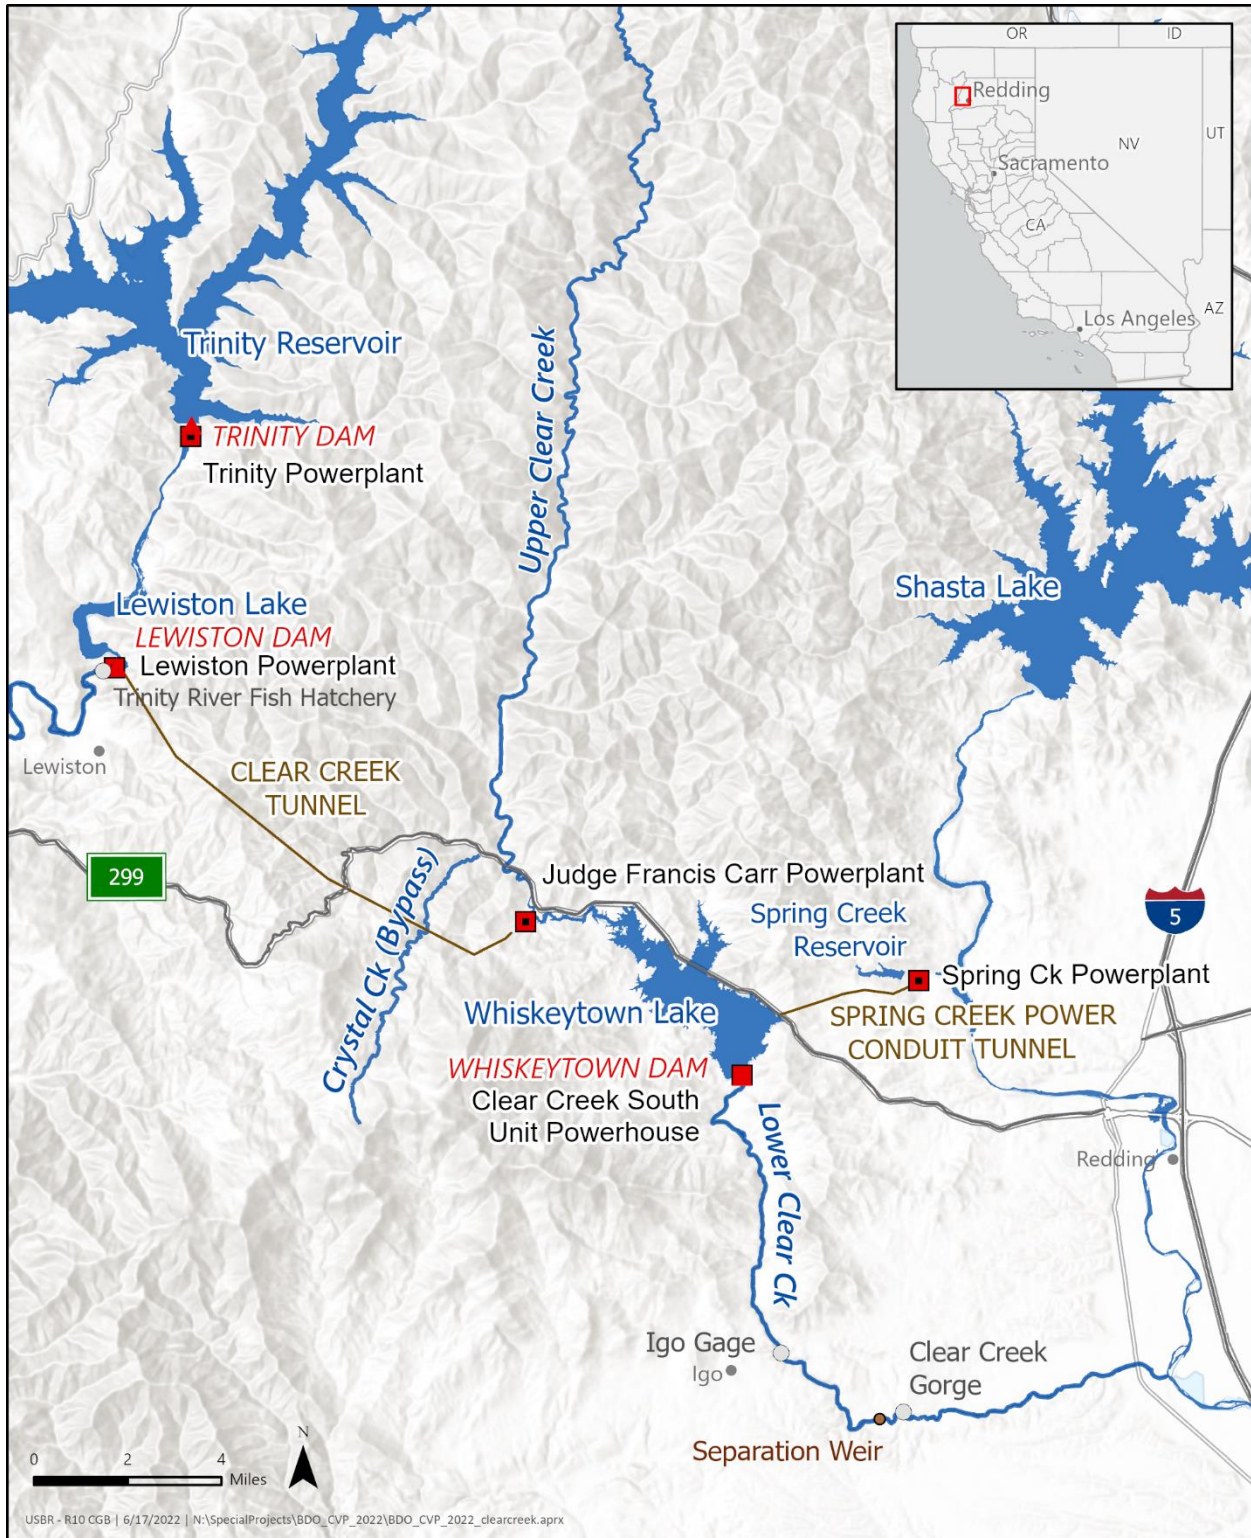 OR
ID
Redding
NV
UT
Sacramento
CA
AZ
Los Angeles
Trinity Reservoir
TRINITY DAM
Trinity Powerplant
Upper Clear Creek
Shasta Lake
Lewiston Lake
LEWISTON DAM
Lewiston Powerplant
Trinity River Fish Hatchery
Lewiston
CLEAR CREEK
TUNNEL
299
Crystal Ck (Bypass)
Judge Francis Carr Powerplant
Spring Creek
Reservoir
5
Spring Ck Powerplant
Whiskeytown Lake
SPRING CREEK POWER
CONDUIT TUNNEL
WHISKEYTOWN DAM
Clear Creek South
Unit Powerhouse
Lower Clear Ck
Redding
Igo Gage
Igo
Clear Creek
Gorge
Separation Weir
N
0 2 4
Miles
USBR - R10 CGB | 6/17/2022 | N:\SpecialProjects\BDO_CVP_2022\BDO_CVP_2022_clearcreek.aprx